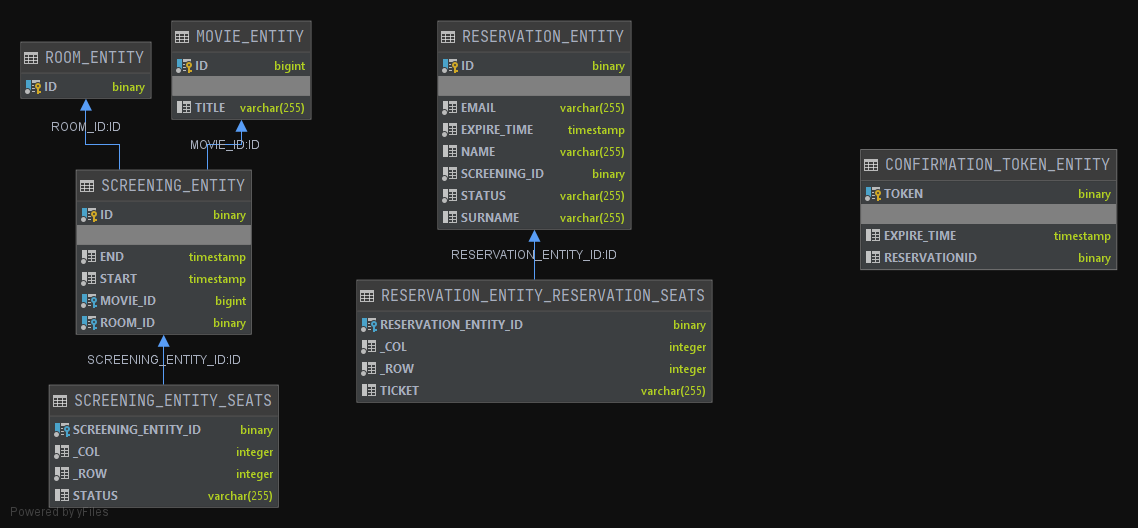 ROOM_ENTITY
ID binary
MOVIE_ENTITY
ID bigint
TITLE varchar(255)
ROOM_ID:ID
MOVIE_ID:ID
SCREENING_ENTITY
ID binary
END timestamp
START timestamp
MOVIE_ID bigint
ROOM_ID binary
SCREENING_ENTITY_ID:ID
SCREENING_ENTITY_SEATS
SCREENING_ENTITY_ID binary
_COL integer
_ROW integer
STATUS varchar(255)
RESERVATION_ENTITY
ID binary
EMAIL varchar(255)
EXPIRE_TIME timestamp
NAME varchar(255)
SCREENING_ID binary
STATUS varchar(255)
SURNAME varchar(255)
RESERVATION_ENTITY_ID:ID
RESERVATION_ENTITY_RESERVATION_SEATS
RESERVATION_ENTITY_ID binary
_COL integer
_ROW integer
TICKET varchar(255)
CONFIRMATION_TOKEN_ENTITY
TOKEN binary
EXPIRE_TIME timestamp
RESERVATIONID binary
Powered by yFiles